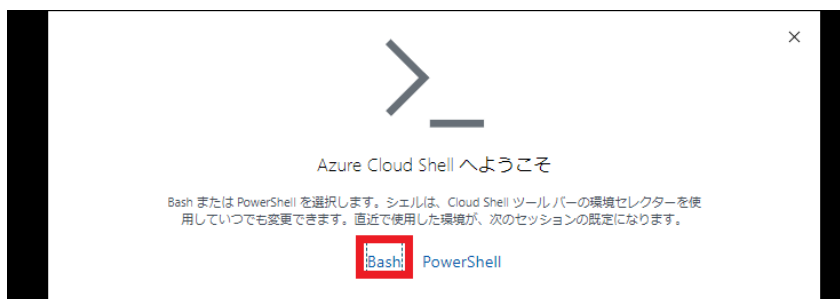 Azure Cloud Shell へようこそ
Bash または PowerShell を選択します。シェルは、Cloud Shell ツール バーの環境セレクターを使
用していつでも変更できます。直近で使用した環境が、次のセッションの既定になります。
Bash PowerShell